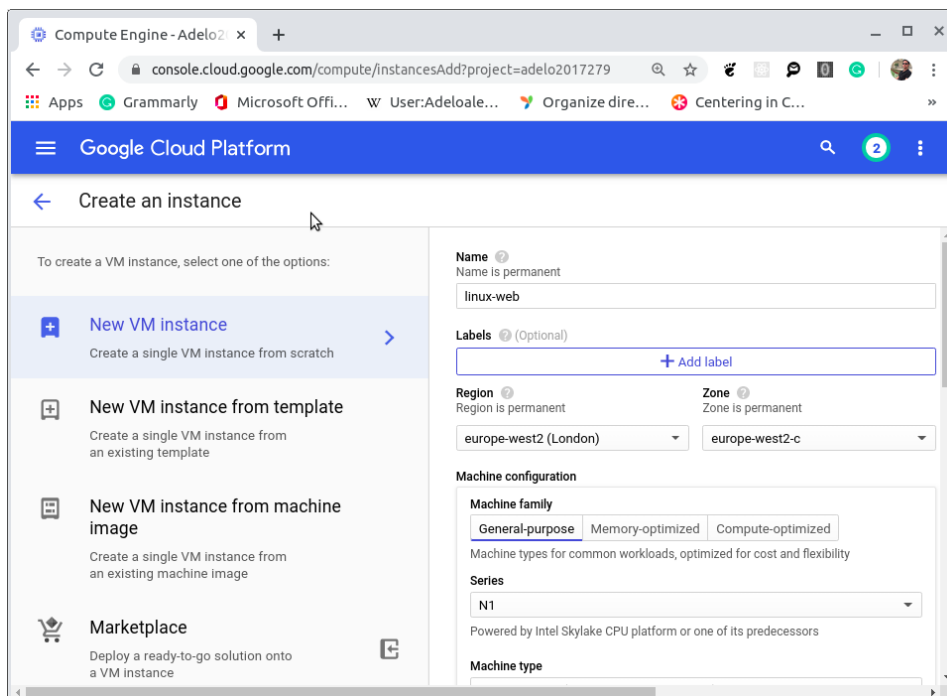 Compute Engine - Adelo2
console.cloud.google.com/compute/instancesAdd?project=adelo2017279
Apps Grammarly Microsoft Offi... W User:Adeloale... Organize dire... Centering in C... »
Google Cloud Platform 2
Create an instance
To create a VM instance, select one of the options:
New VM instance
Create a single VM instance from scratch
New VM instance from template
Create a single VM instance from
an existing template
New VM instance from machine
image
Create a single VM instance from
an existing machine image
Marketplace
Deploy a ready-to-go solution onto
a VM instance
Name
Name is permanent
linux-web
Labels (Optional)
Add label
Region Zone
Region is permanent Zone is permanent
europe-west2 (London) europe-west2-c
Machine configuration
Machine family
General-purpose Memory-optimized Compute-optimized
Machine types for common workloads, optimized for cost and flexibility
Series
N1
Powered by Intel Skylake CPU platform or one of its predecessors
Machine type